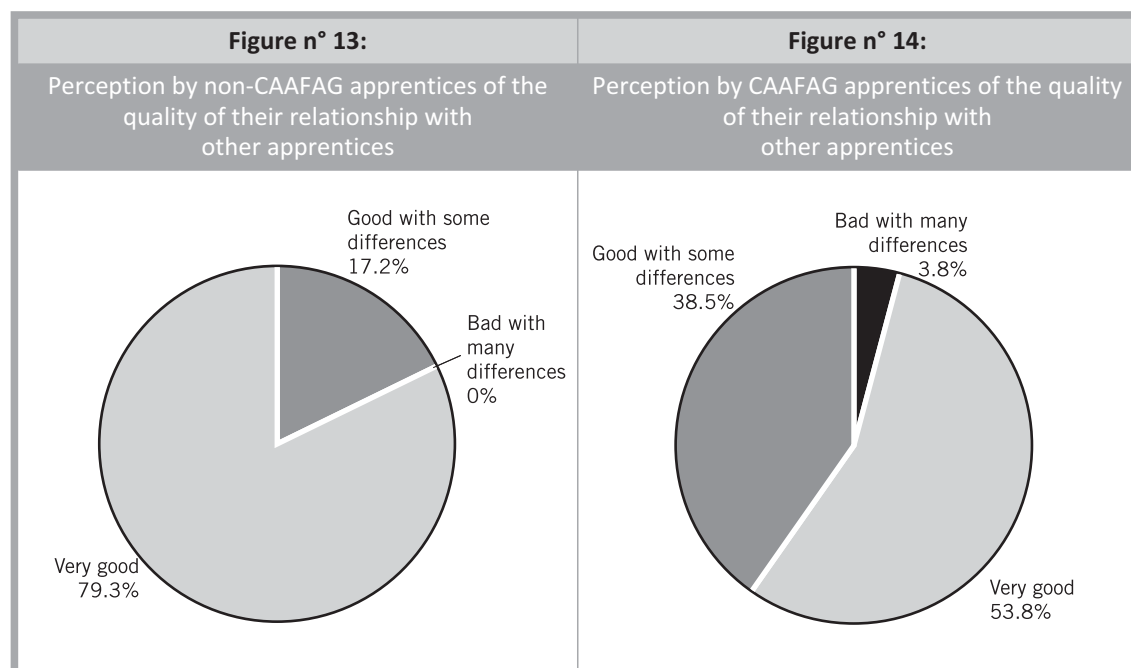 Figure n° 13:
Perception by non-CAAFAG apprentices of the
quality of their relationship with
other apprentices
Good with some
differences
17.2%
Bad with
many
differences
0%
Very good
79.3%
Figure n° 14:
Perception by CAAFAG apprentices of the quality
of their relationship with
other apprentices
Bad with many
differences
3.8%
Good with some
differences
38.5%
Very good
53.8%